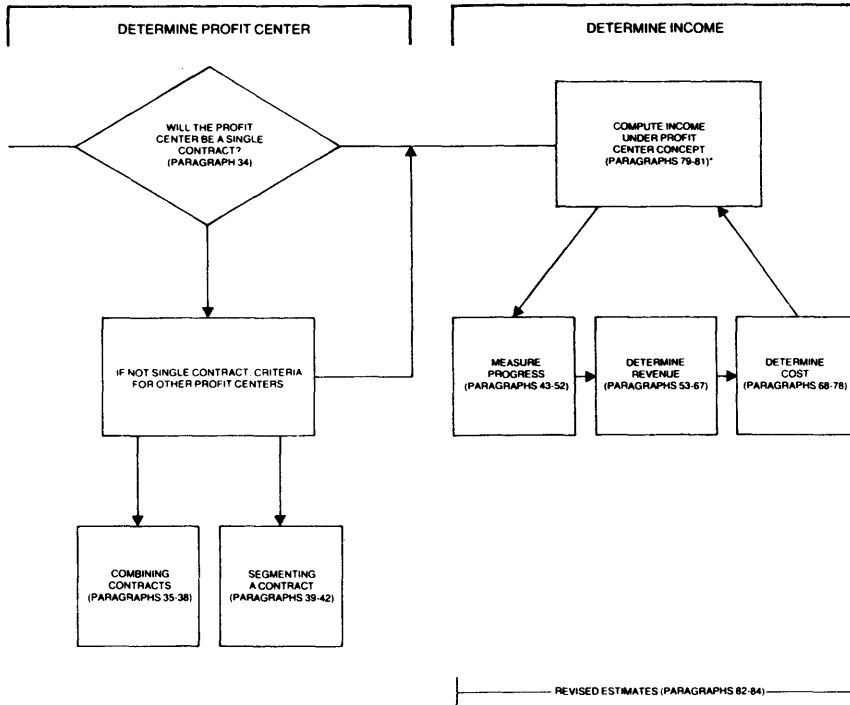 DETERMINE PROFIT CENTER
DETERMINE INCOME
WILL THE PROFIT
CENTER BE A SINGLE
CONTRACT?
(PARAGRAPH 34)
COMPUTE INCOME
UNDER PROFIT
CENTER CONCEPT
(PARAGRAPHS 79-81)*
IF NOT SINGLE CONTRACT, CRITERIA
FOR OTHER PROFIT CENTERS
MEASURE
PROGRESS
(PARAGRAPHS 43-52)
DETERMINE
REVENUE
(PARAGRAPHS 53-67)
DETERMINE
COST
(PARAGRAPHS 68-78)
COMBINING
CONTRACTS
(PARAGRAPHS 35-38)
SEGMENTING
A CONTRACT
(PARAGRAPHS 39-42)
REVISED ESTIMATES (PARAGRAPHS 82-84)